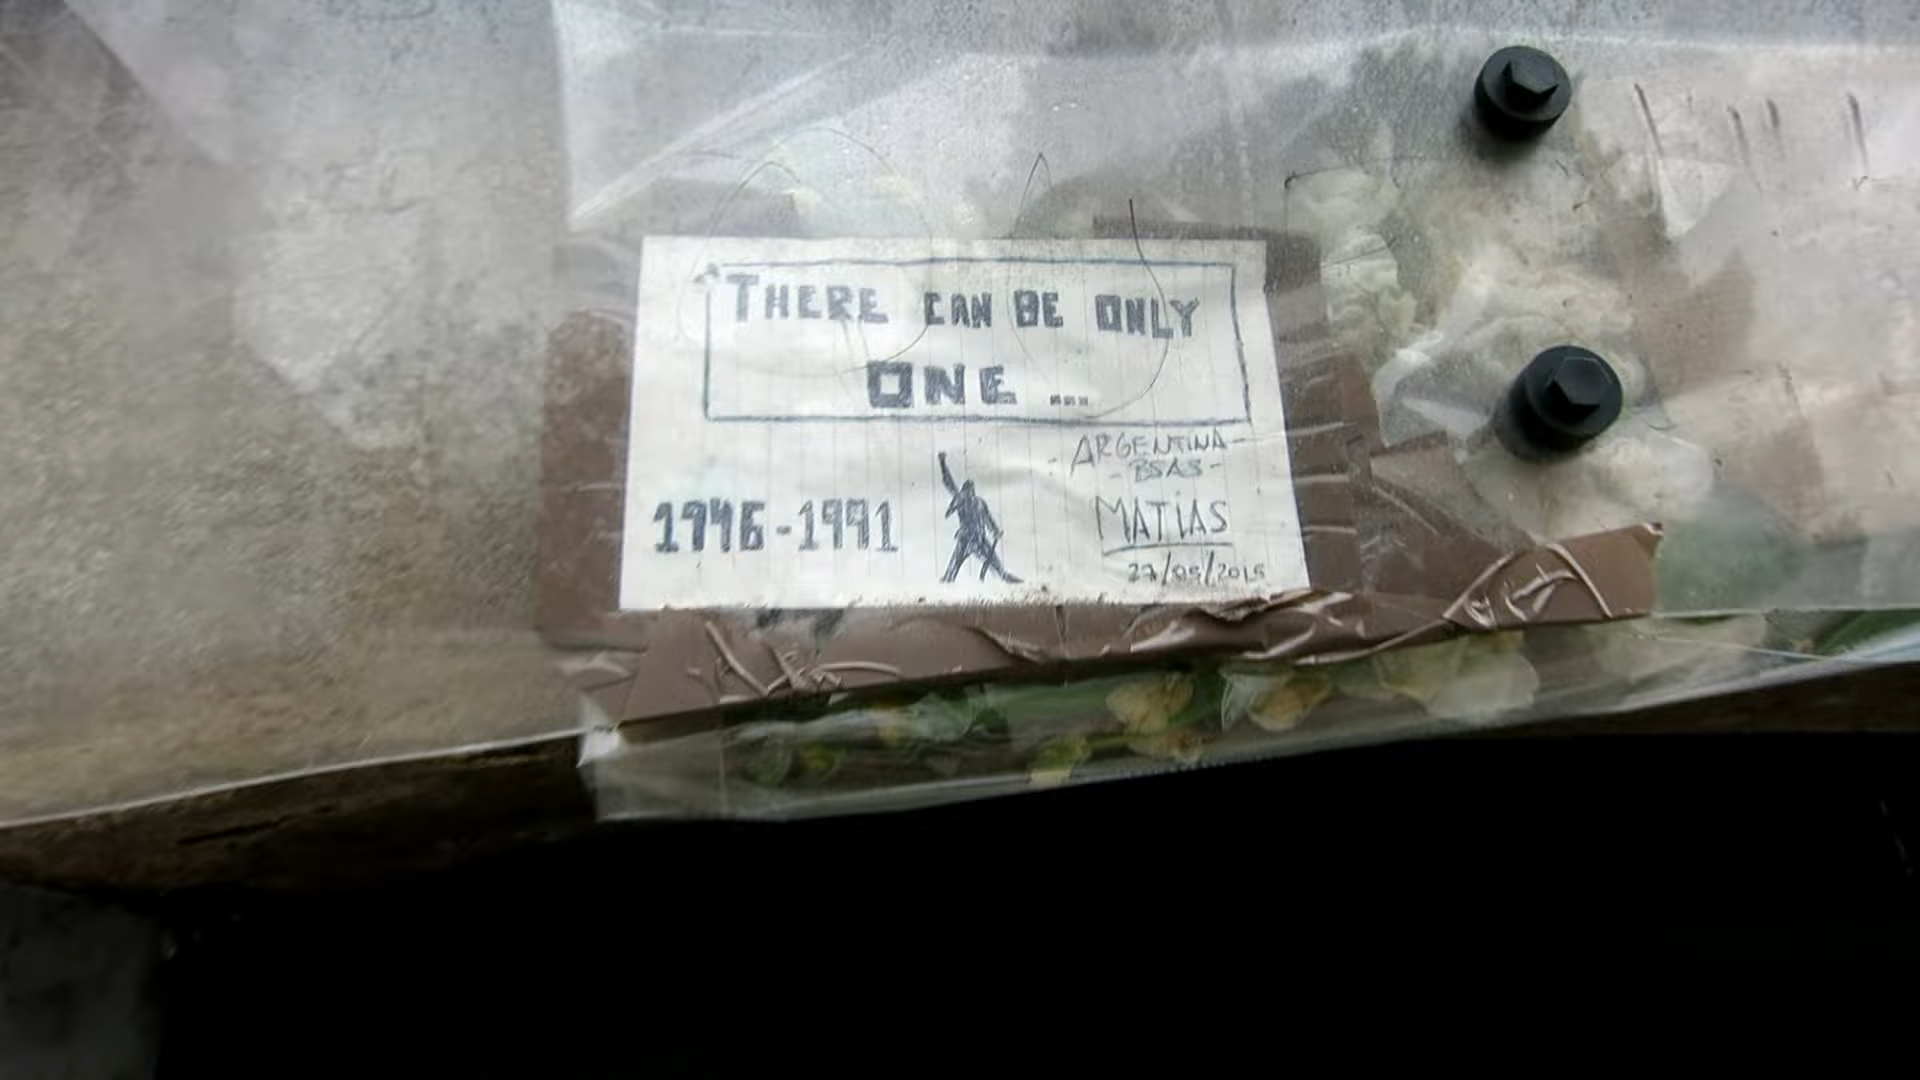 "THERE CAN BE ONLY
ONE ...
- ARGENTINA -
- BSAS -
1946-1991
MATIAS
27/05/2015